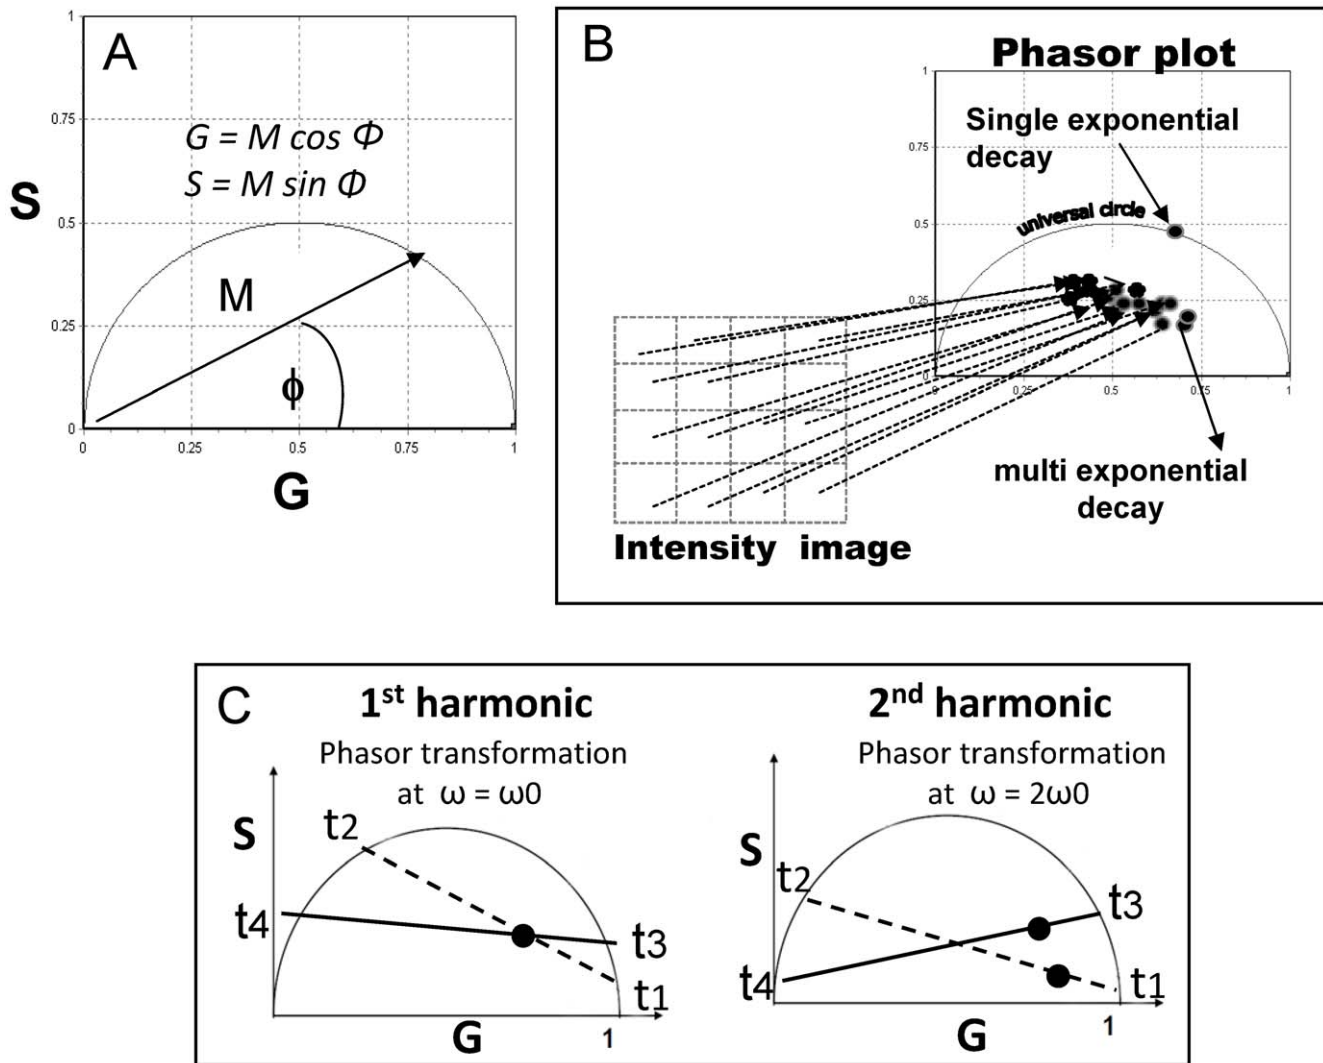 A
1
0.75
G = M cos Φ
S = M sin Φ
S
0.5
M
0.25
ϕ
0
0
0.25
0.5
0.75
1
G
B
Phasor plot
1
Single exponential
decay
0.75
universal circle
0.5
0.25
0
0
0.25
0.5
0.75
1
multi exponential
decay
Intensity image
C
1st harmonic
Phasor transformation
at ω = ω0
S
t2
t4
t3
t1
G
1
2nd harmonic
Phasor transformation
at ω = 2ω0
S
t2
t3
t4
t1
G
1